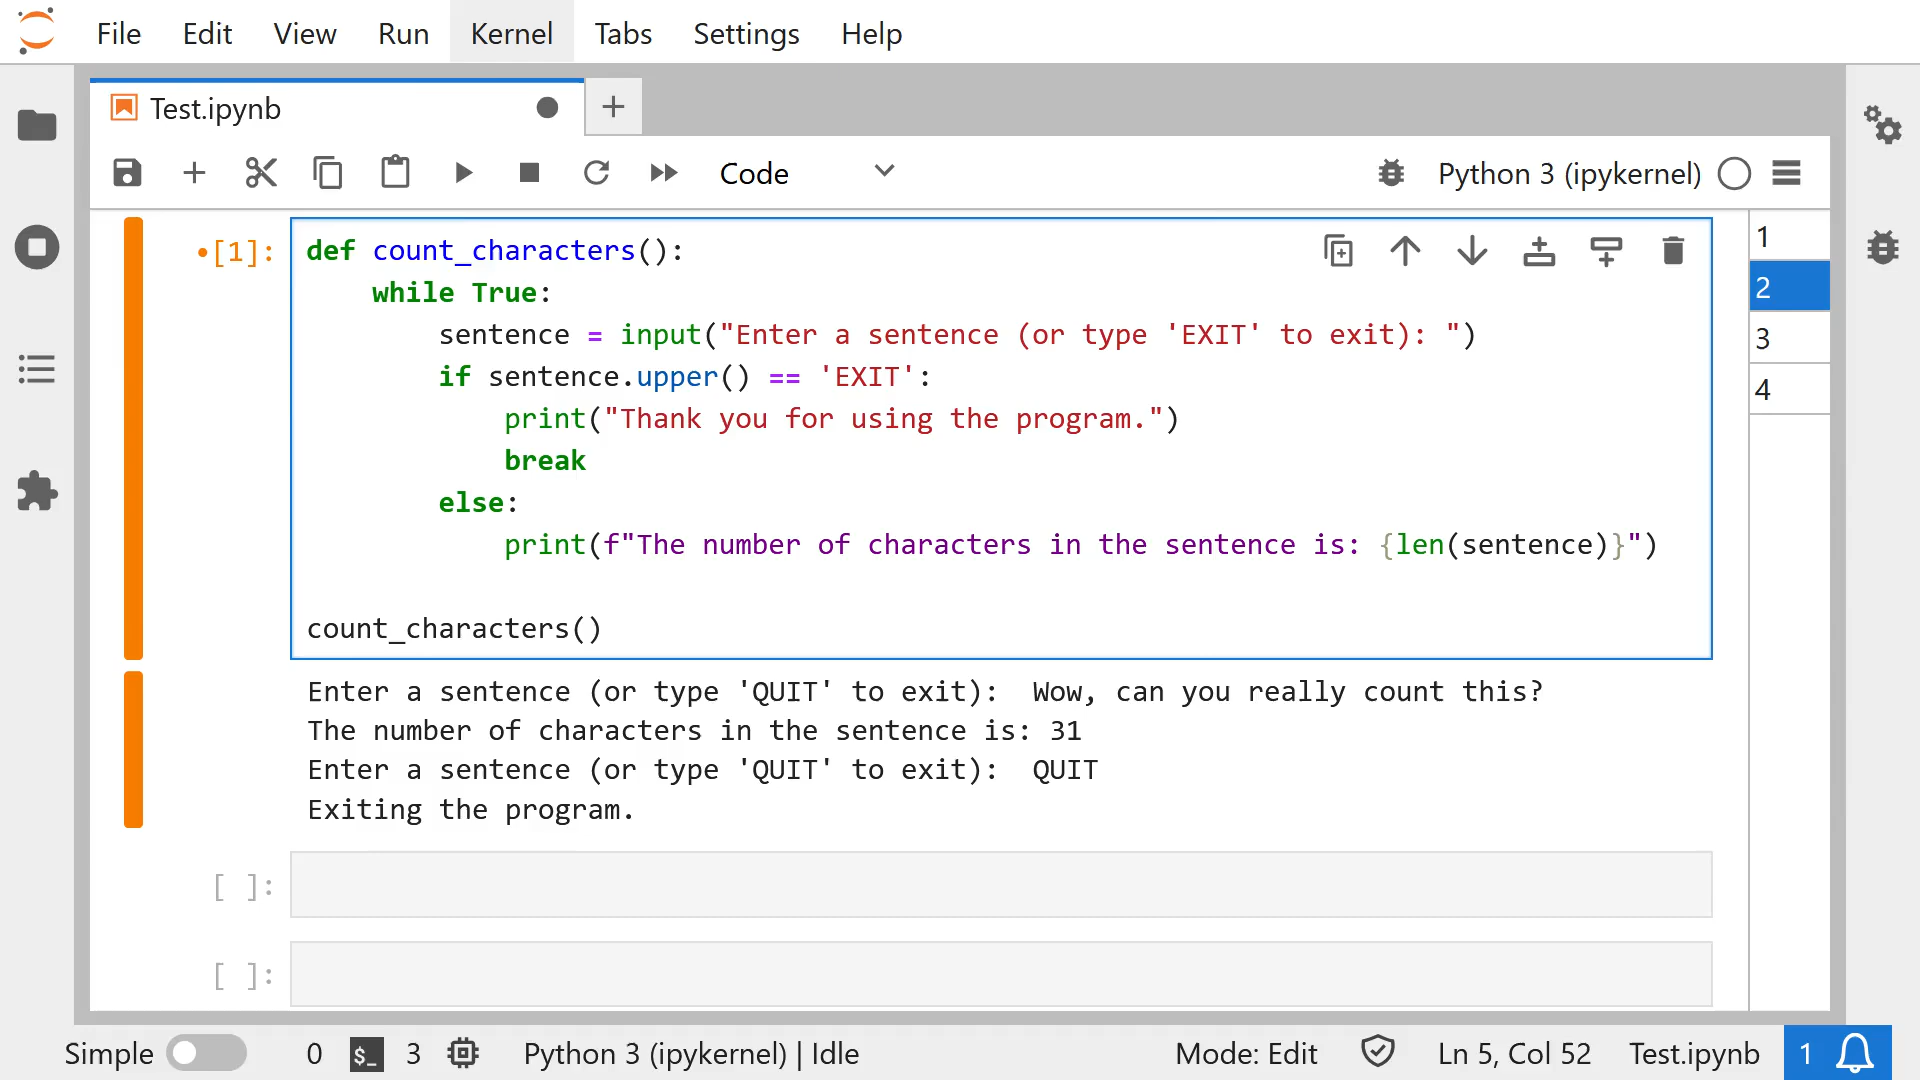 File Edit View Run Kernel Tabs Settings Help
Test.ipynb
Code
Python 3 (ipykernel)
[1]:
def count_characters():
    while True:
        sentence = input("Enter a sentence (or type 'EXIT' to exit): ")
        if sentence.upper() == 'EXIT':
            print("Thank you for using the program.")
            break
        else:
            print(f"The number of characters in the sentence is: {len(sentence)}")
count_characters()
Enter a sentence (or type 'QUIT' to exit):  Wow, can you really count this?
The number of characters in the sentence is: 31
Enter a sentence (or type 'QUIT' to exit):  QUIT
Exiting the program.
[ ]:
[ ]:
1
2
3
4
Simple 0 $_ 3 Python 3 (ipykernel) | Idle Mode: Edit Ln 5, Col 52 Test.ipynb 1